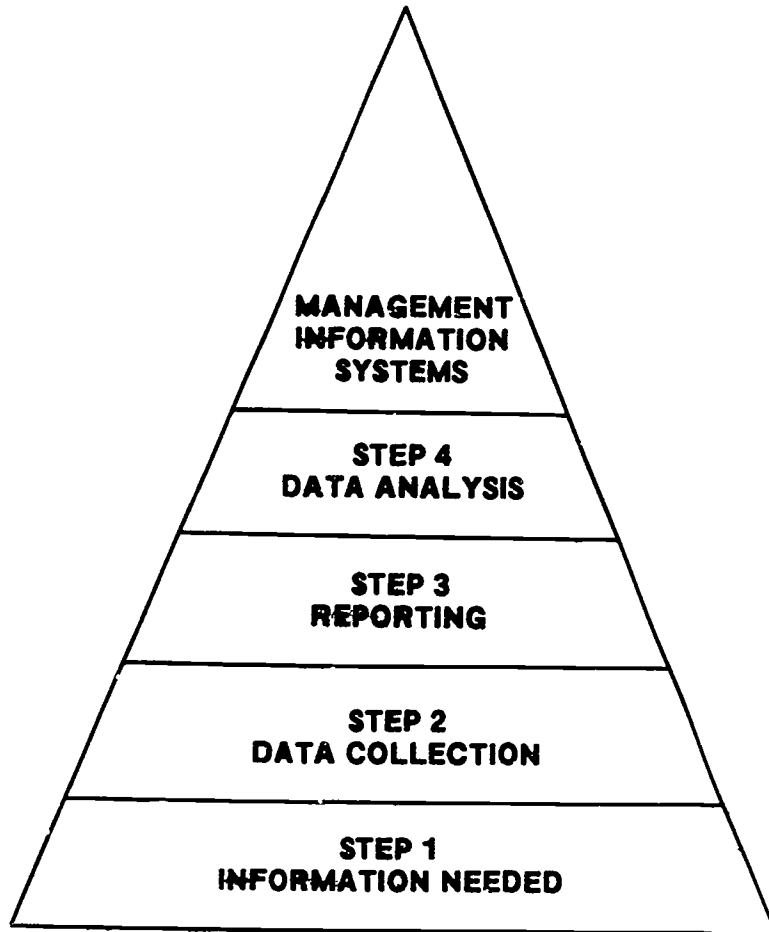 MANAGEMENT
INFORMATION
SYSTEMS
STEP 4
DATA ANALYSIS
STEP 3
REPORTING
STEP 2
DATA COLLECTION
STEP 1
INFORMATION NEEDED